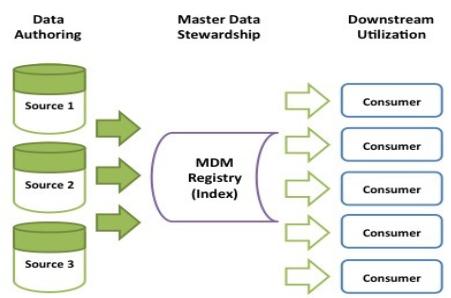 Data
Authoring
Master Data
Stewardship
Downstream
Utilization
Source 1
Source 2
Source 3
MDM
Registry
(Index)
Consumer
Consumer
Consumer
Consumer
Consumer